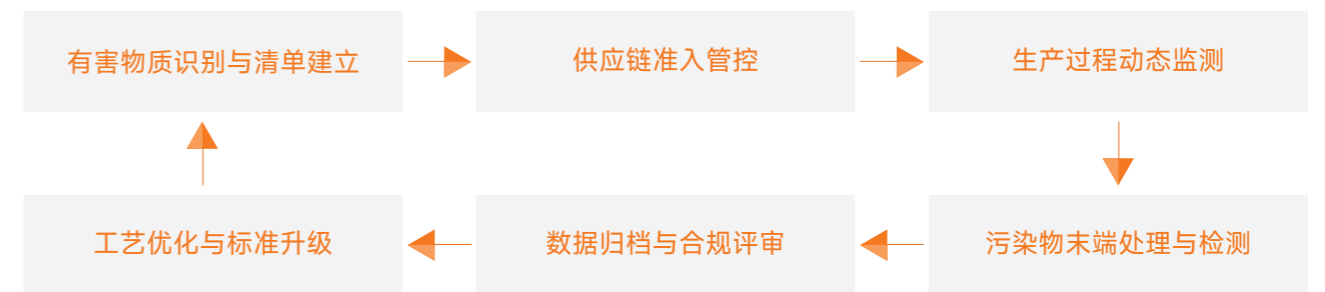 有害物质识别与清单建立
供应链准入管控
生产过程动态监测
工艺优化与标准升级
数据归档与合规评审
污染物末端处理与检测